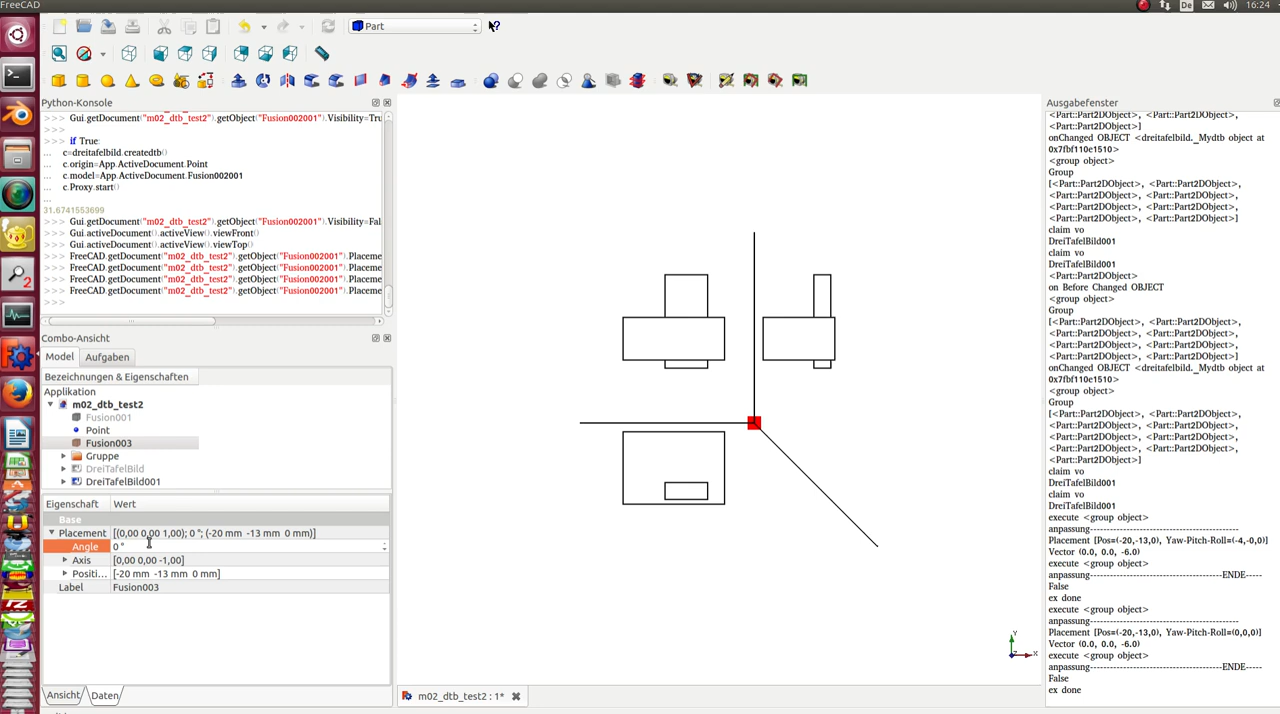 FreeCAD
De
16:24
Part
Python-Konsole
>>> Gui.getDocument("m02_dtb_test2").getObject("Fusion002001").Visibility=Tru
>>>
>>> if True:
... c=dreitafelbild.createdtb()
... c.origin=App.ActiveDocument.Point
... c.model=App.ActiveDocument.Fusion002001
... c.Proxy.start()
...
31.6741553699
>>> Gui.getDocument("m02_dtb_test2").getObject("Fusion002001").Visibility=Fal
>>> Gui.activeDocument().activeView().viewFront()
>>> Gui.activeDocument().activeView().viewTop()
>>> FreeCAD.getDocument("m02_dtb_test2").getObject("Fusion002001").Placeme
>>> FreeCAD.getDocument("m02_dtb_test2").getObject("Fusion002001").Placeme
>>> FreeCAD.getDocument("m02_dtb_test2").getObject("Fusion002001").Placeme
>>> FreeCAD.getDocument("m02_dtb_test2").getObject("Fusion002001").Placeme
>>>
Combo-Ansicht
Model Aufgaben
Bezeichnungen & Eigenschaften
Applikation
m02_dtb_test2
Fusion001
Point
Fusion003
Gruppe
DreiTafelBild
DreiTafelBild001
Eigenschaft Wert
Base
Placement [(0,00 0,00 1,00); 0 °; (-20 mm -13 mm 0 mm)]
Angle 0 °
Axis [0,00 0,00 -1,00]
Positi... [-20 mm -13 mm 0 mm]
Label Fusion003
Ansicht Daten
Y
Z X
m02_dtb_test2 : 1*
Ausgabefenster
<Part::Part2DObject>, <Part::Part2DObject>,
<Part::Part2DObject>]
onChanged OBJECT <dreitafelbild._Mydtb object at
0x7fbf110e1510>
<group object>
Group
[<Part::Part2DObject>, <Part::Part2DObject>,
<Part::Part2DObject>, <Part::Part2DObject>,
<Part::Part2DObject>, <Part::Part2DObject>,
<Part::Part2DObject>, <Part::Part2DObject>]
claim vo
DreiTafelBild001
claim vo
DreiTafelBild001
<Part::Part2DObject>
on Before Changed OBJECT
<group object>
Group
[<Part::Part2DObject>, <Part::Part2DObject>,
<Part::Part2DObject>, <Part::Part2DObject>,
<Part::Part2DObject>, <Part::Part2DObject>,
<Part::Part2DObject>, <Part::Part2DObject>]
onChanged OBJECT <dreitafelbild._Mydtb object at
0x7fbf110e1510>
<group object>
Group
[<Part::Part2DObject>, <Part::Part2DObject>,
<Part::Part2DObject>, <Part::Part2DObject>,
<Part::Part2DObject>, <Part::Part2DObject>,
<Part::Part2DObject>, <Part::Part2DObject>,
<Part::Part2DObject>]
claim vo
DreiTafelBild001
claim vo
DreiTafelBild001
execute <group object>
anpassung----------------------------------------
Placement [Pos=(-20,-13,0), Yaw-Pitch-Roll=(-4,-0,0)]
Vector (0.0, 0.0, -6.0)
execute <group object>
anpassung----------------------------------ENDE-----
False
ex done
execute <group object>
anpassung----------------------------------------
Placement [Pos=(-20,-13,0), Yaw-Pitch-Roll=(0,0,0)]
Vector (0.0, 0.0, -6.0)
execute <group object>
anpassung----------------------------------ENDE-----
False
ex done